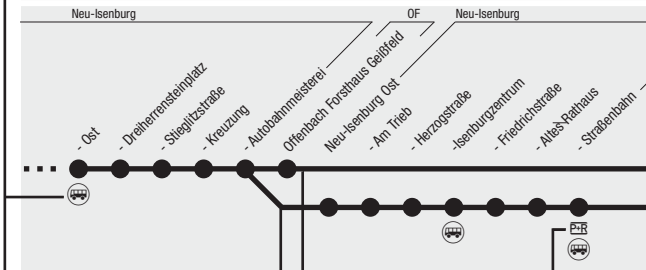 Neu-Isenburg
OF
Neu-Isenburg
- Ost
- Dreiherrensteinplatz
- Stieglitzstraße
- Kreuzung
- Autobahnmeisterei
Offenbach Forsthaus Geißfeld
Neu-Isenburg Ost
- Am Trieb
- Herzogstraße
-Isenburgzentrum
- Friedrichstraße
- Altes Rathaus
- Straßenbahn
P+R